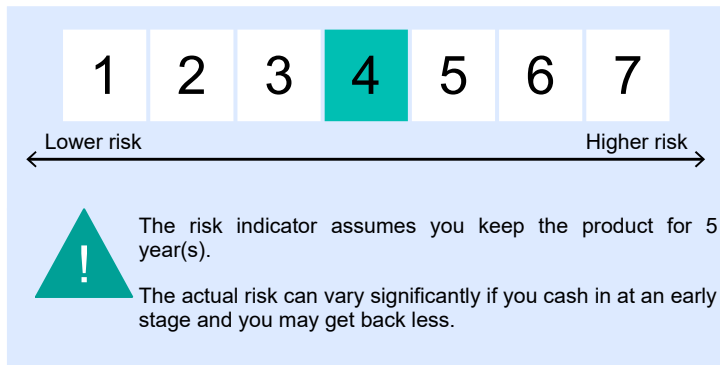 1 2 3 4 5 6 7
Lower risk Higher risk
The risk indicator assumes you keep the product for 5
year(s).
!
The actual risk can vary significantly if you cash in at an early
stage and you may get back less.